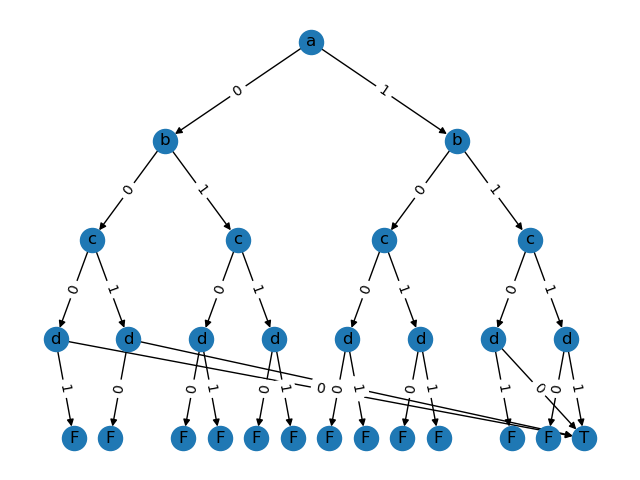 a
0 1
b b
0 1 0 1
c c c c
0 1 0 1 0 1 0 1
d d d d d d d d
1 0 0 1 0 1 0 0 1 0 1 1 0 0 1
F F F F F F F F F F F F T